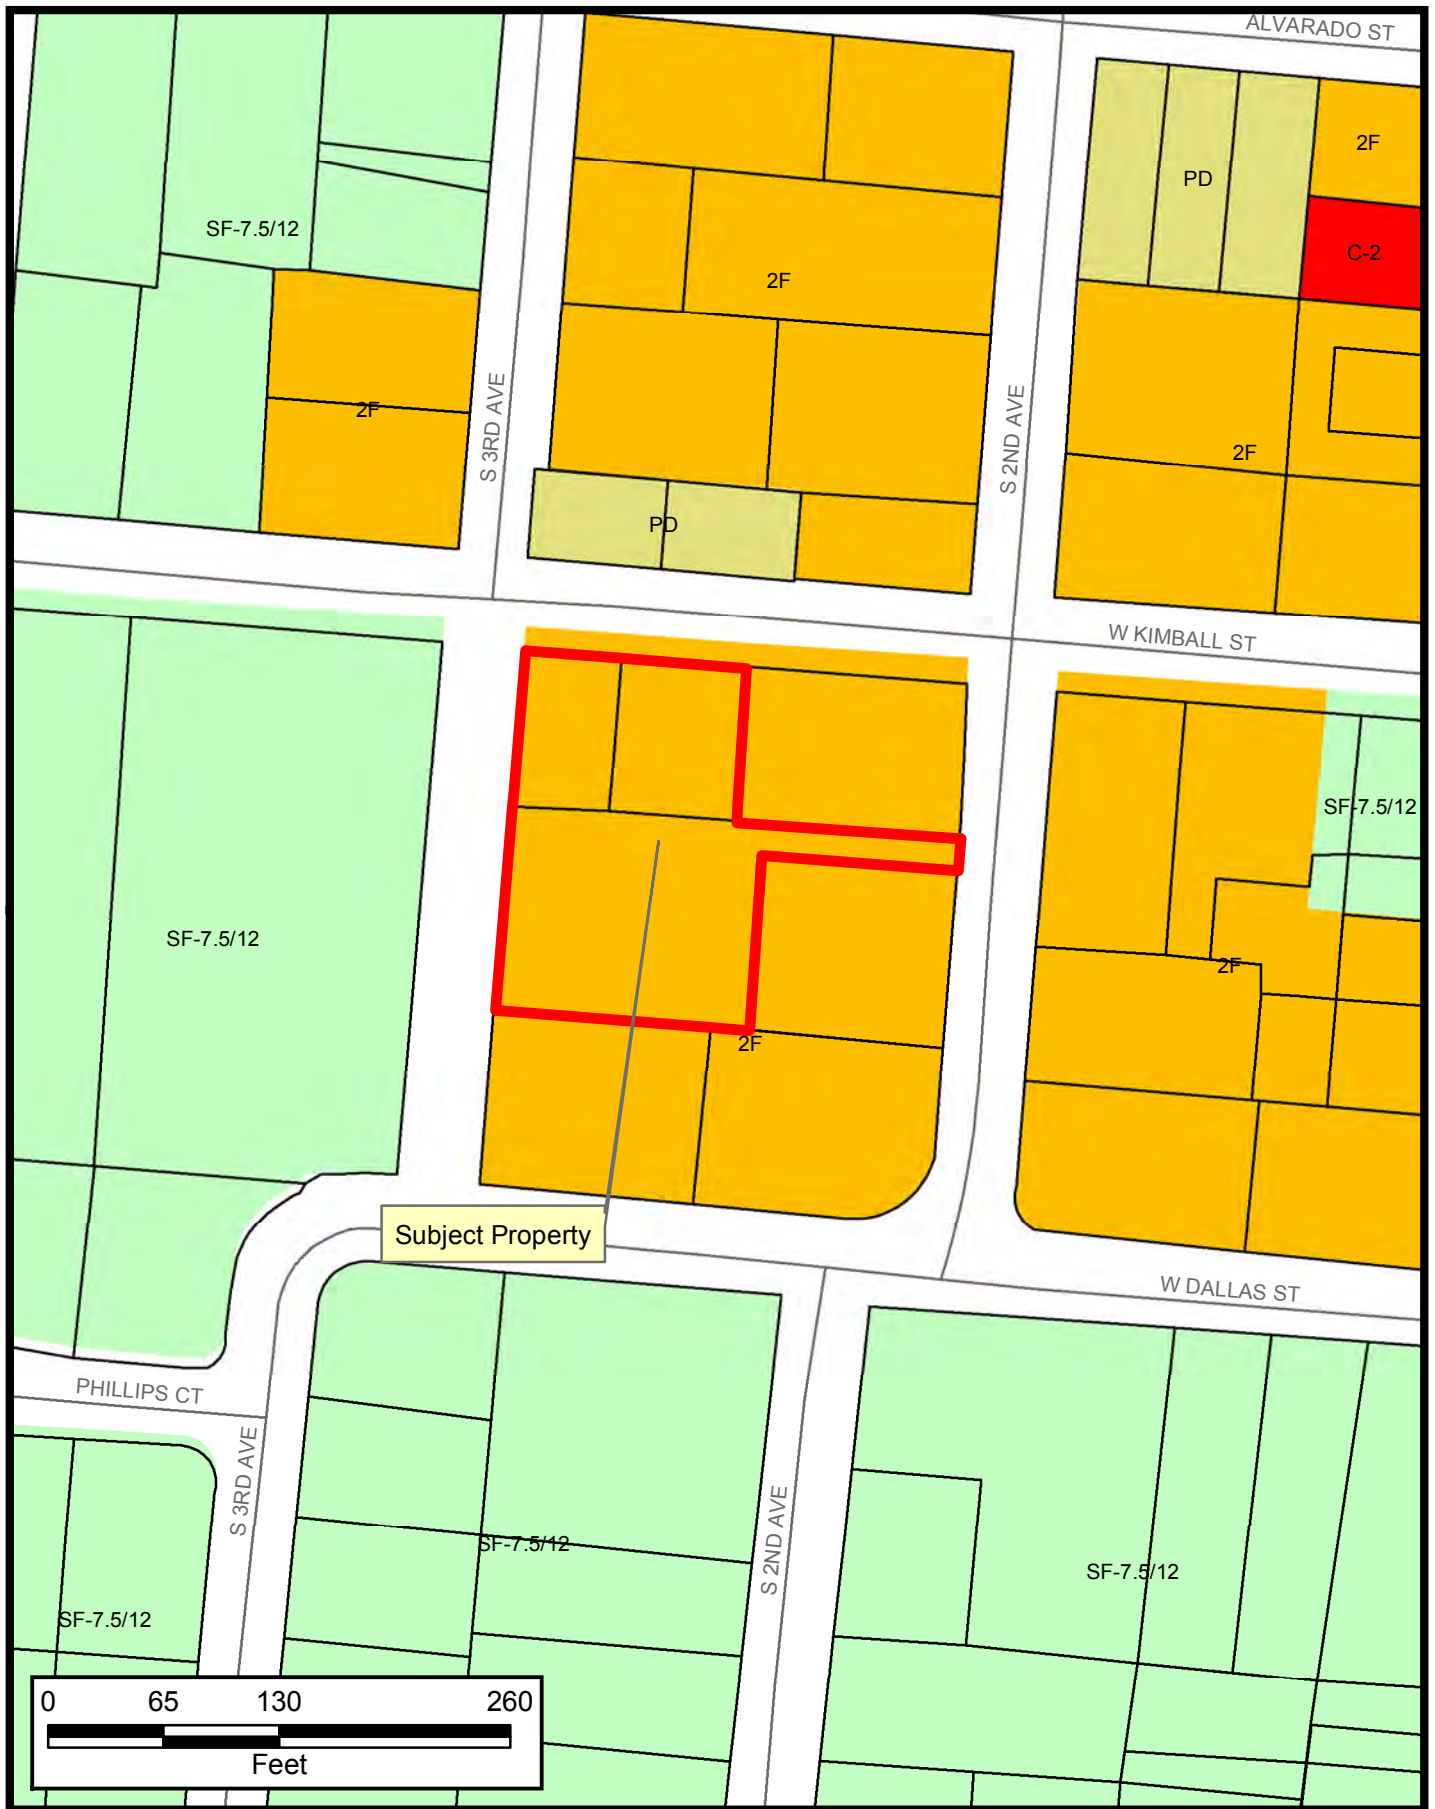 ALVARADO ST
2F
PD
SF-7.5/12
C-2
2F
2F
S 3RD AVE
S 2ND AVE
2F
PD
W KIMBALL ST
SF-7.5/12
SF-7.5/12
2F
2F
Subject Property
W DALLAS ST
PHILLIPS CT
S 3RD AVE
S 2ND AVE
SF-7.5/12
SF-7.5/12
SF-7.5/12
0 65 130 260
Feet